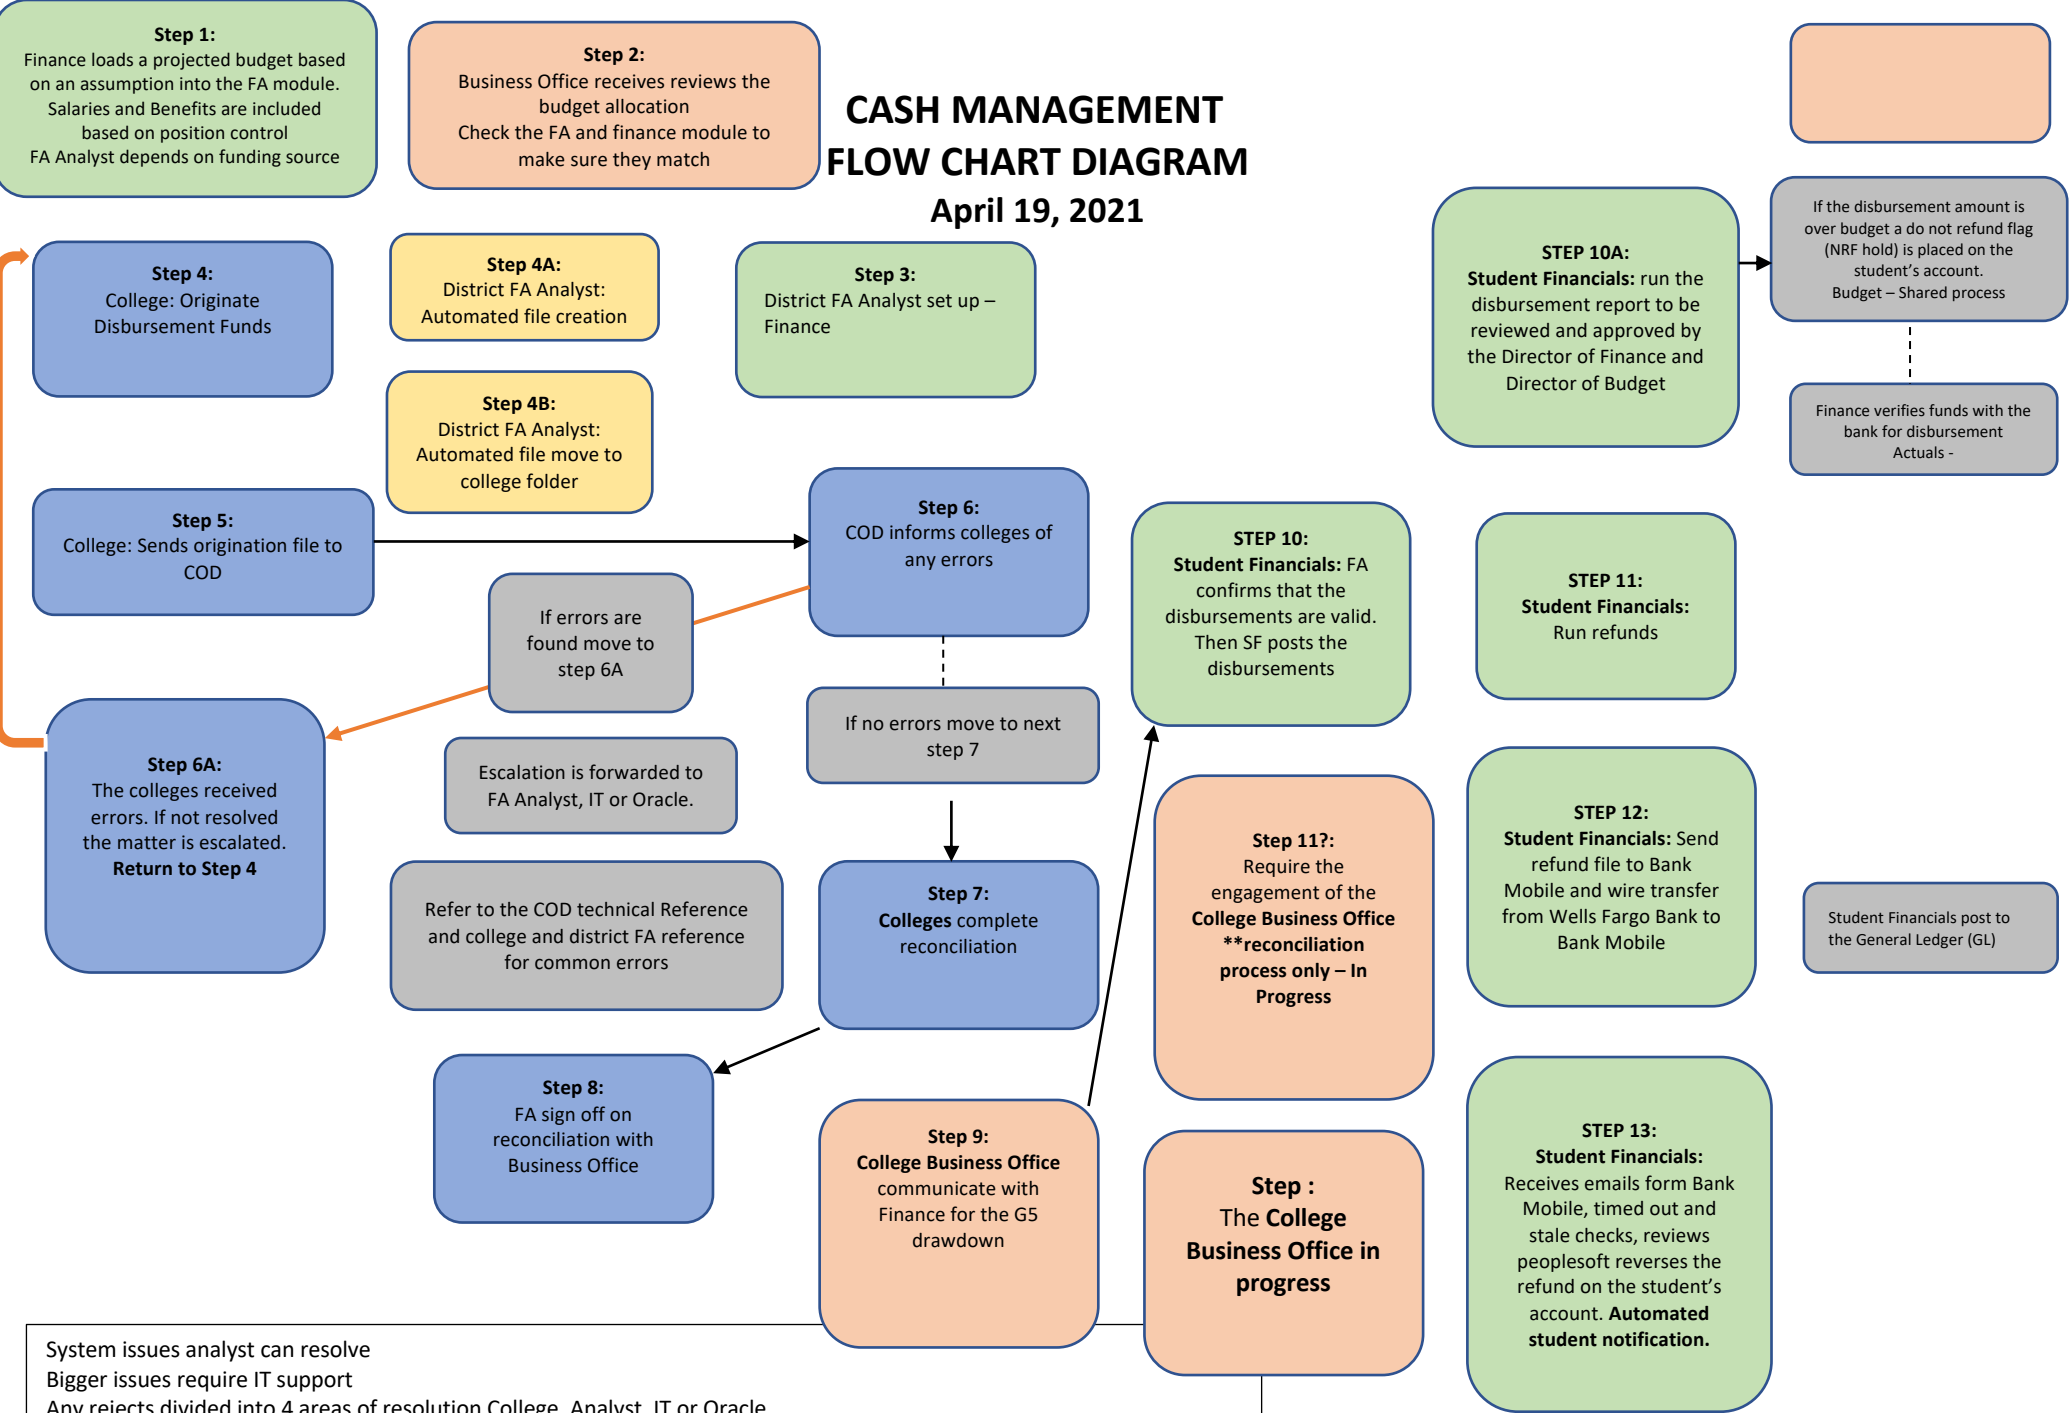 Step 1:
Finance loads a projected budget based
on an assumption into the FA module.
Salaries and Benefits are included
based on position control
FA Analyst depends on funding source
Step 2:
Business Office receives reviews the
budget allocation
Check the FA and finance module to
make sure they match
CASH MANAGEMENT
FLOW CHART DIAGRAM
April 19, 2021
Step 4:
College: Originate
Disbursement Funds
Step 4A:
District FA Analyst:
Automated file creation
Step 3:
District FA Analyst set up –
Finance
Step 4B:
District FA Analyst:
Automated file move to
college folder
STEP 10A:
Student Financials: run the
disbursement report to be
reviewed and approved by
the Director of Finance and
Director of Budget
If the disbursement amount is
over budget a do not refund flag
(NRF hold) is placed on the
student’s account.
Budget – Shared process
Finance verifies funds with the
bank for disbursement
Actuals -
Step 5:
College: Sends origination file to
COD
Step 6:
COD informs colleges of
any errors
If errors are
found move to
step 6A
If no errors move to next
step 7
Step 6A:
The colleges received
errors. If not resolved
the matter is escalated.
Return to Step 4
Escalation is forwarded to
FA Analyst, IT or Oracle.
Refer to the COD technical Reference
and college and district FA reference
for common errors
Step 7:
Colleges complete
reconciliation
Step 8:
FA sign off on
reconciliation with
Business Office
Step 9:
College Business Office
communicate with
Finance for the G5
drawdown
STEP 10:
Student Financials: FA
confirms that the
disbursements are valid.
Then SF posts the
disbursements
Step 11?:
Require the
engagement of the
College Business Office
**reconciliation
process only – In
Progress
Step :
The College
Business Office in
progress
STEP 11:
Student Financials:
Run refunds
STEP 12:
Student Financials: Send
refund file to Bank
Mobile and wire transfer
from Wells Fargo Bank to
Bank Mobile
Student Financials post to
the General Ledger (GL)
STEP 13:
Student Financials:
Receives emails form Bank
Mobile, timed out and
stale checks, reviews
peoplesoft reverses the
refund on the student’s
account. Automated
student notification.
System issues analyst can resolve
Bigger issues require IT support
Any rejects divided into 4 areas of resolution College, Analyst, IT or Oracle